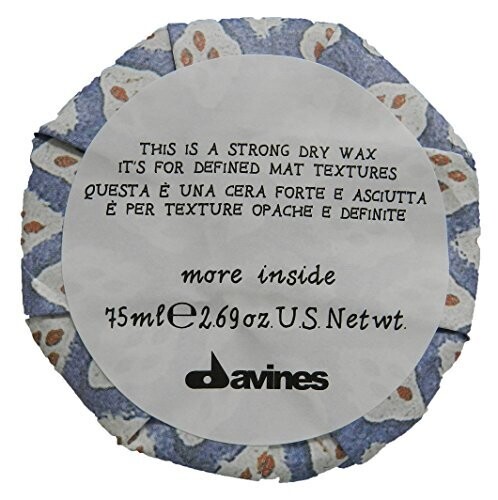 THIS IS A STRONG DRY WAX
IT'S FOR DEFINED MAT TEXTURES
QUESTA È UNA CERA FORTE E ASCIUTTA
È PER TEXTURE OPACHE E DEFINITE
more inside
75ml℮2.69oz.U.S.Netwt.
davines